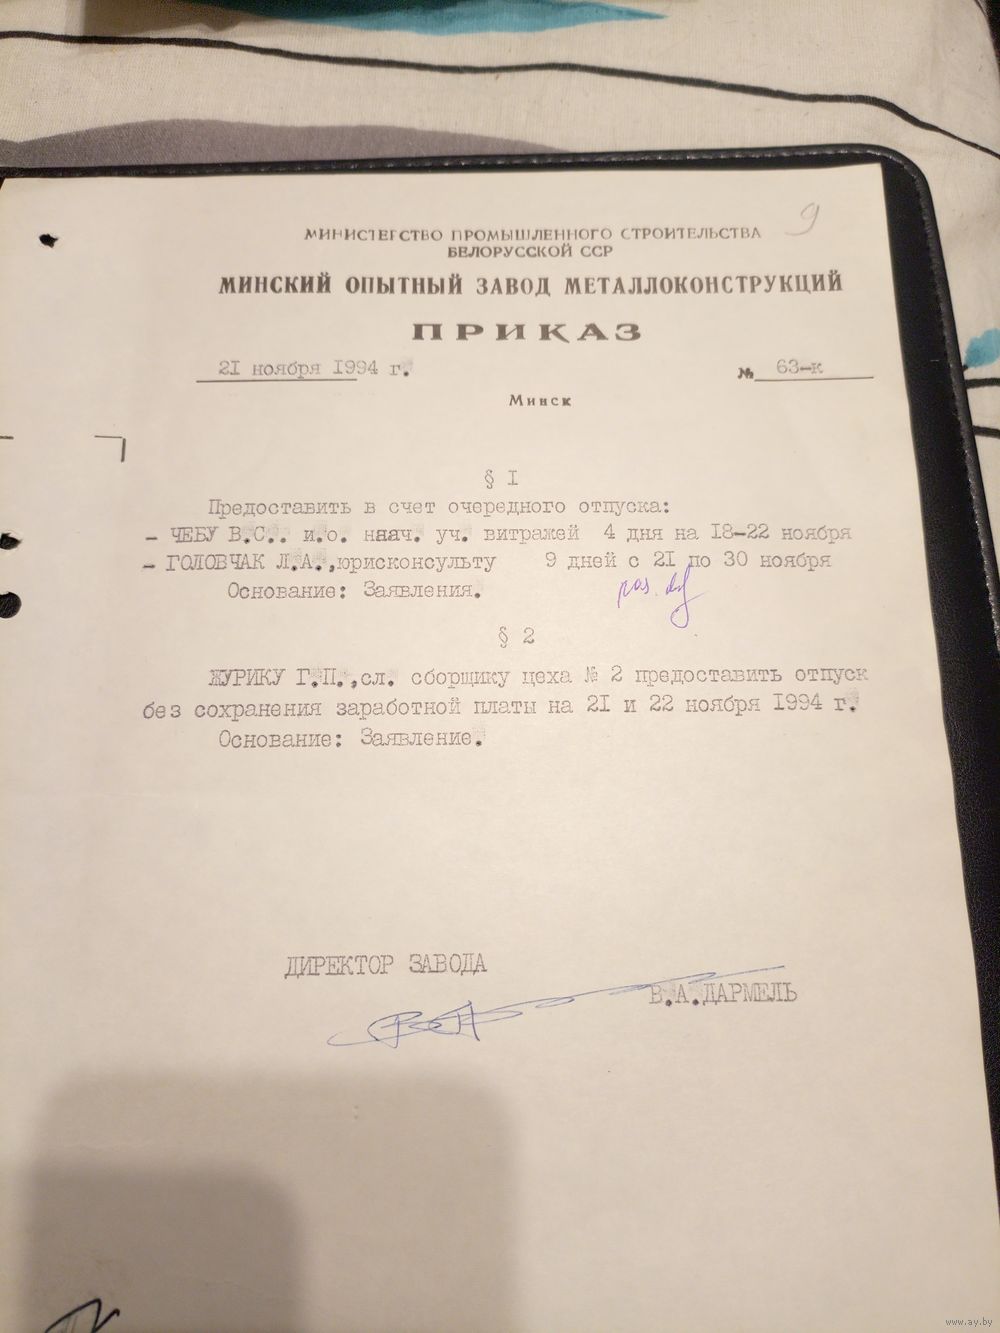 9
МИНИСТЕРСТВО ПРОМЫШЛЕННОГО СТРОИТЕЛЬСТВА
БЕЛОРУССКОЙ ССР
МИНСКИЙ ОПЫТНЫЙ ЗАВОД МЕТАЛЛОКОНСТРУКЦИЙ
ПРИКАЗ
21 ноября 1994 г. № 63-к
Минск
§ I
Предоставить в счет очередного отпуска:
- ЧЕБУ В.С.. и.о. нач. уч. витражей 4 дня на 18-22 ноября
- ГОЛОВЧАК Л.А.,юрисконсульту 9 дней с 21 по 30 ноября
Основание: Заявления.
§ 2
ЖУРИКУ Г.П.,сл. сборщику цеха № 2 предоставить отпуск
без сохранения заработной платы на 21 и 22 ноября 1994 г.
Основание: Заявление.
ДИРЕКТОР ЗАВОДА
В.А.ДАРМЕЛЬ
www.ay.by